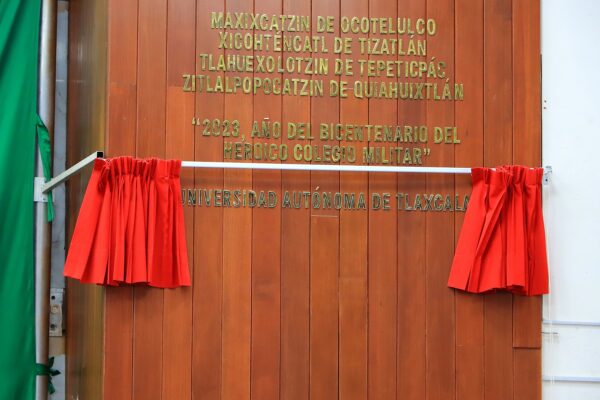 MAXIXCATZIN DE OCOTELULCO
XICOHTÉNCATL DE TIZATLÁN
TLAHUEXOLOTZIN DE TEPETICPÁC
ZITLALPOPOCATZIN DE QUIAHUIXTLÁN
"2023, AÑO DEL BICENTENARIO DEL
HEROICO COLEGIO MILITAR"
UNIVERSIDAD AUTÓNOMA DE TLAXCALA